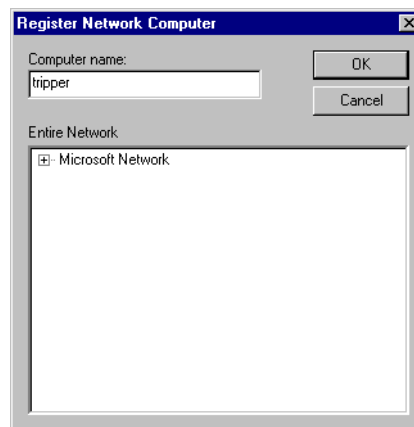 Register Network Computer
Computer name:
tripper
OK
Cancel
Entire Network
Microsoft Network